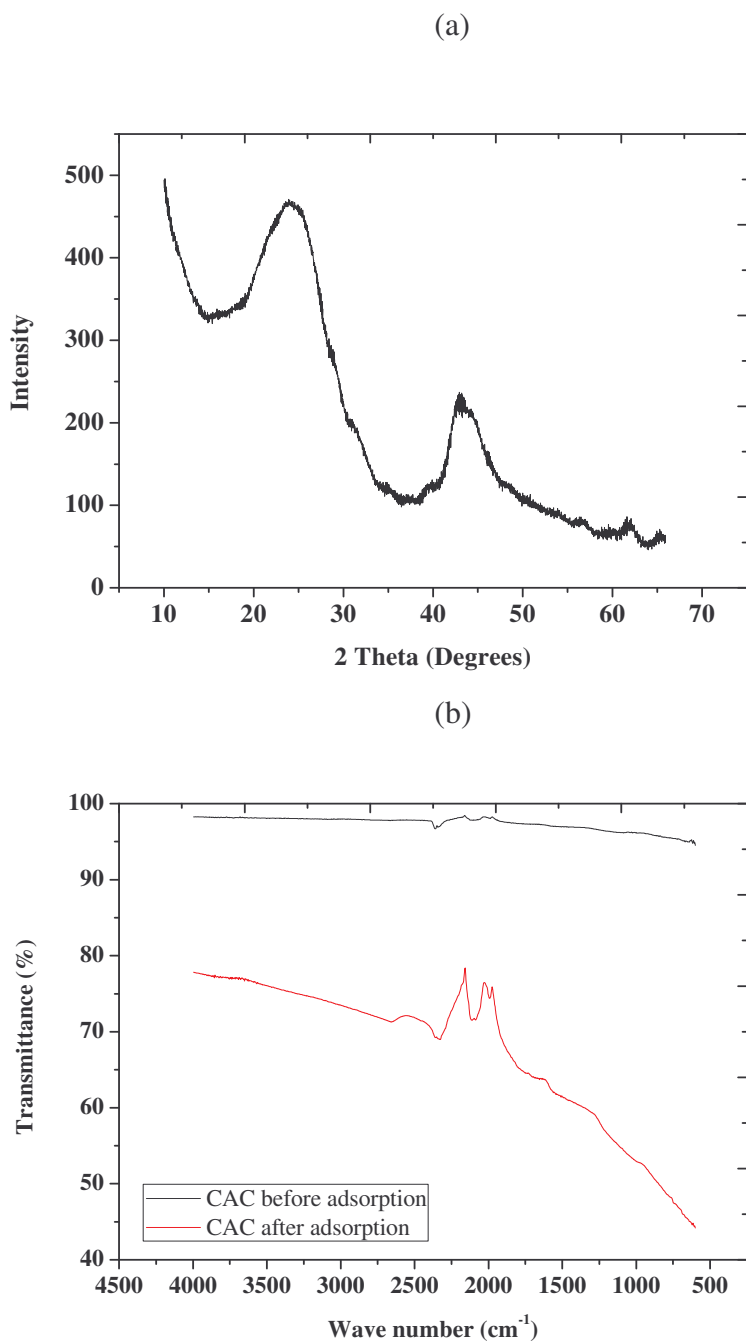 (a)
500
400
300
200
100
0
Intensity
10 20 30 40 50 60 70
2 Theta (Degrees)
(b)
100
90
80
70
60
50
40
Transmittance (%)
CAC before adsorption
CAC after adsorption
4500 4000 3500 3000 2500 2000 1500 1000 500
Wave number (cm⁻¹)